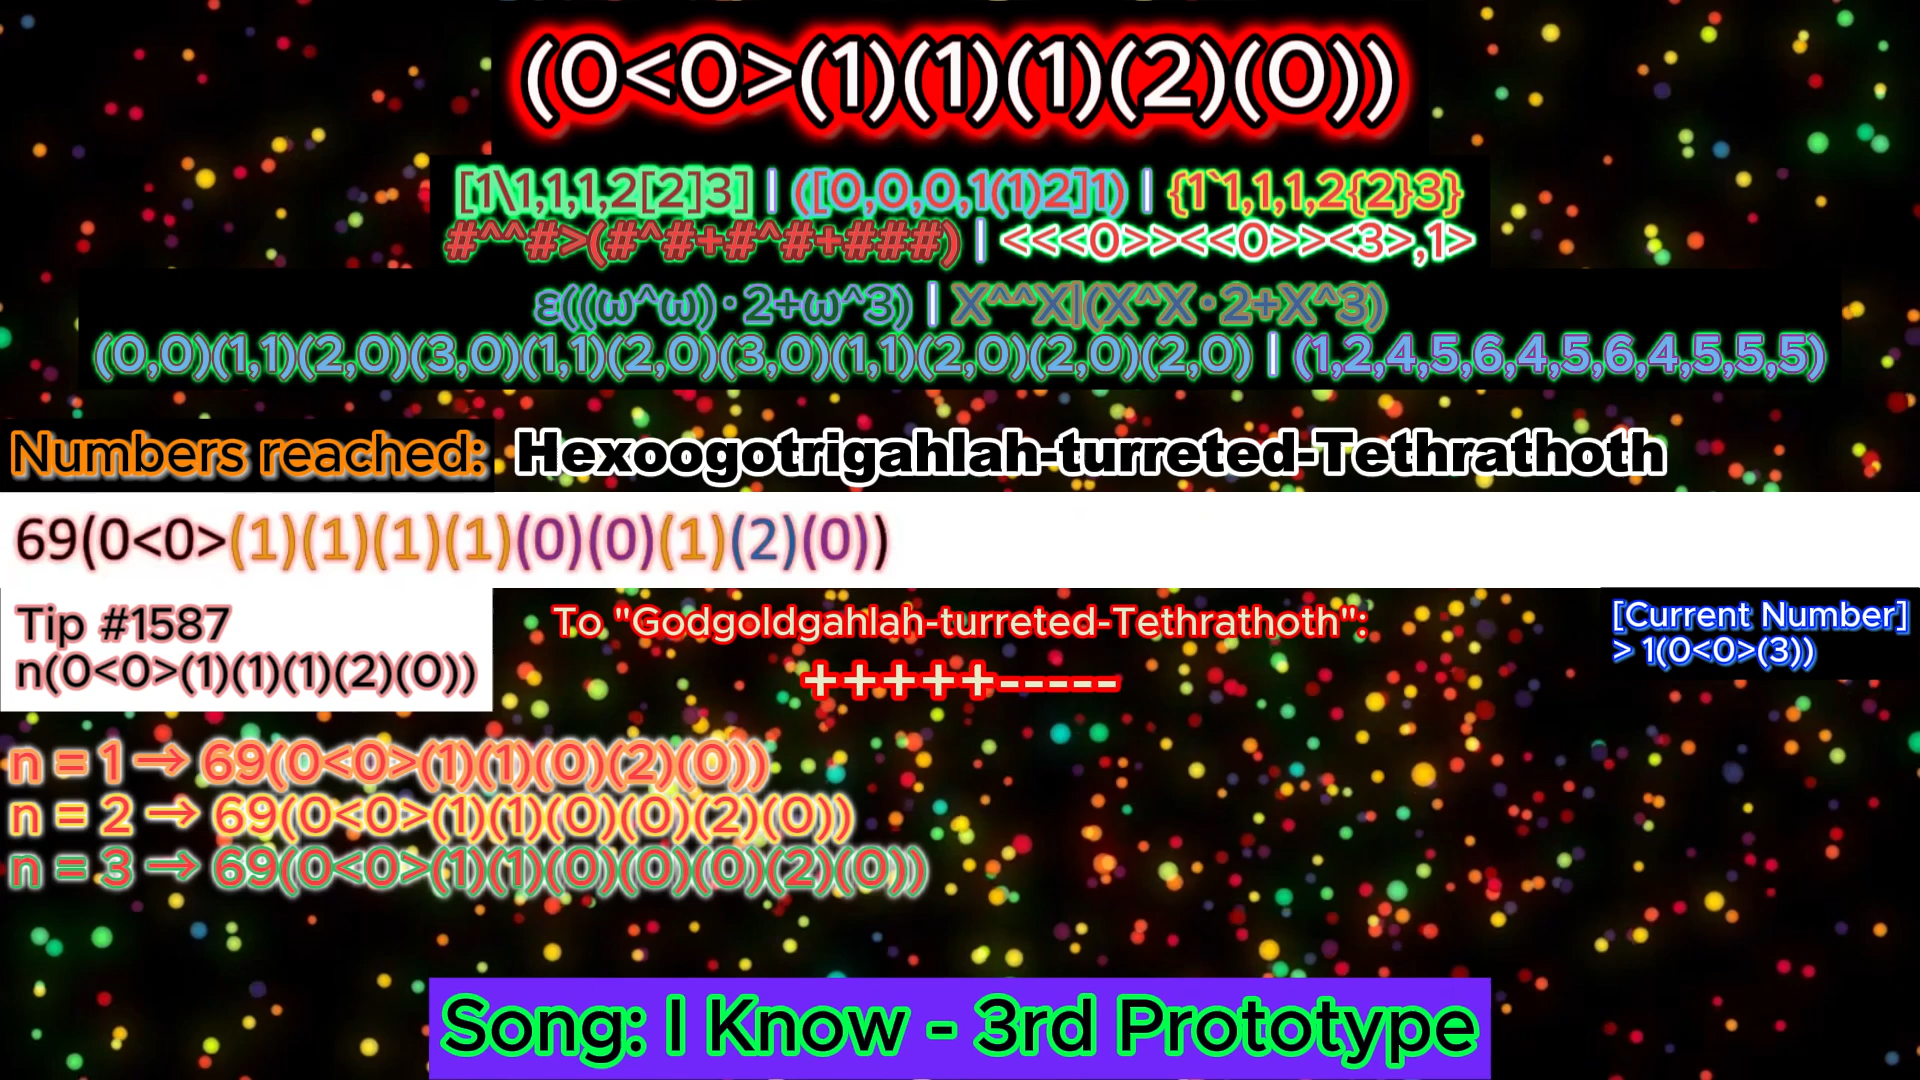 (0<0>(1)(1)(1)(2)(0))
[1\1,1,1,2[2]3] | ([0,0,0,1(1)2]1) | {1`1,1,1,2{2}3}
#^^#>(#^#+#^#+###) | <<<0>><<0>><3>,1>
ε((ω^ω)·2+ω^3) | X^^X|(X^X·2+X^3)
(0,0)(1,1)(2,0)(3,0)(1,1)(2,0)(3,0)(1,1)(2,0)(2,0)(2,0) | (1,2,4,5,6,4,5,6,4,5,5,5)
Numbers reached: Hexoogotrigahlah-turreted-Tethrathoth
69(0<0>(1)(1)(1)(1)(0)(0)(1)(2)(0))
Tip #1587
n(0<0>(1)(1)(1)(2)(0))
To "Godgoldgahlah-turreted-Tethrathoth":
+++++-----
[Current Number]
> 1(0<0>(3))
n = 1 → 69(0<0>(1)(1)(0)(2)(0))
n = 2 → 69(0<0>(1)(1)(0)(0)(2)(0))
n = 3 → 69(0<0>(1)(1)(0)(0)(0)(2)(0))
Song: I Know - 3rd Prototype